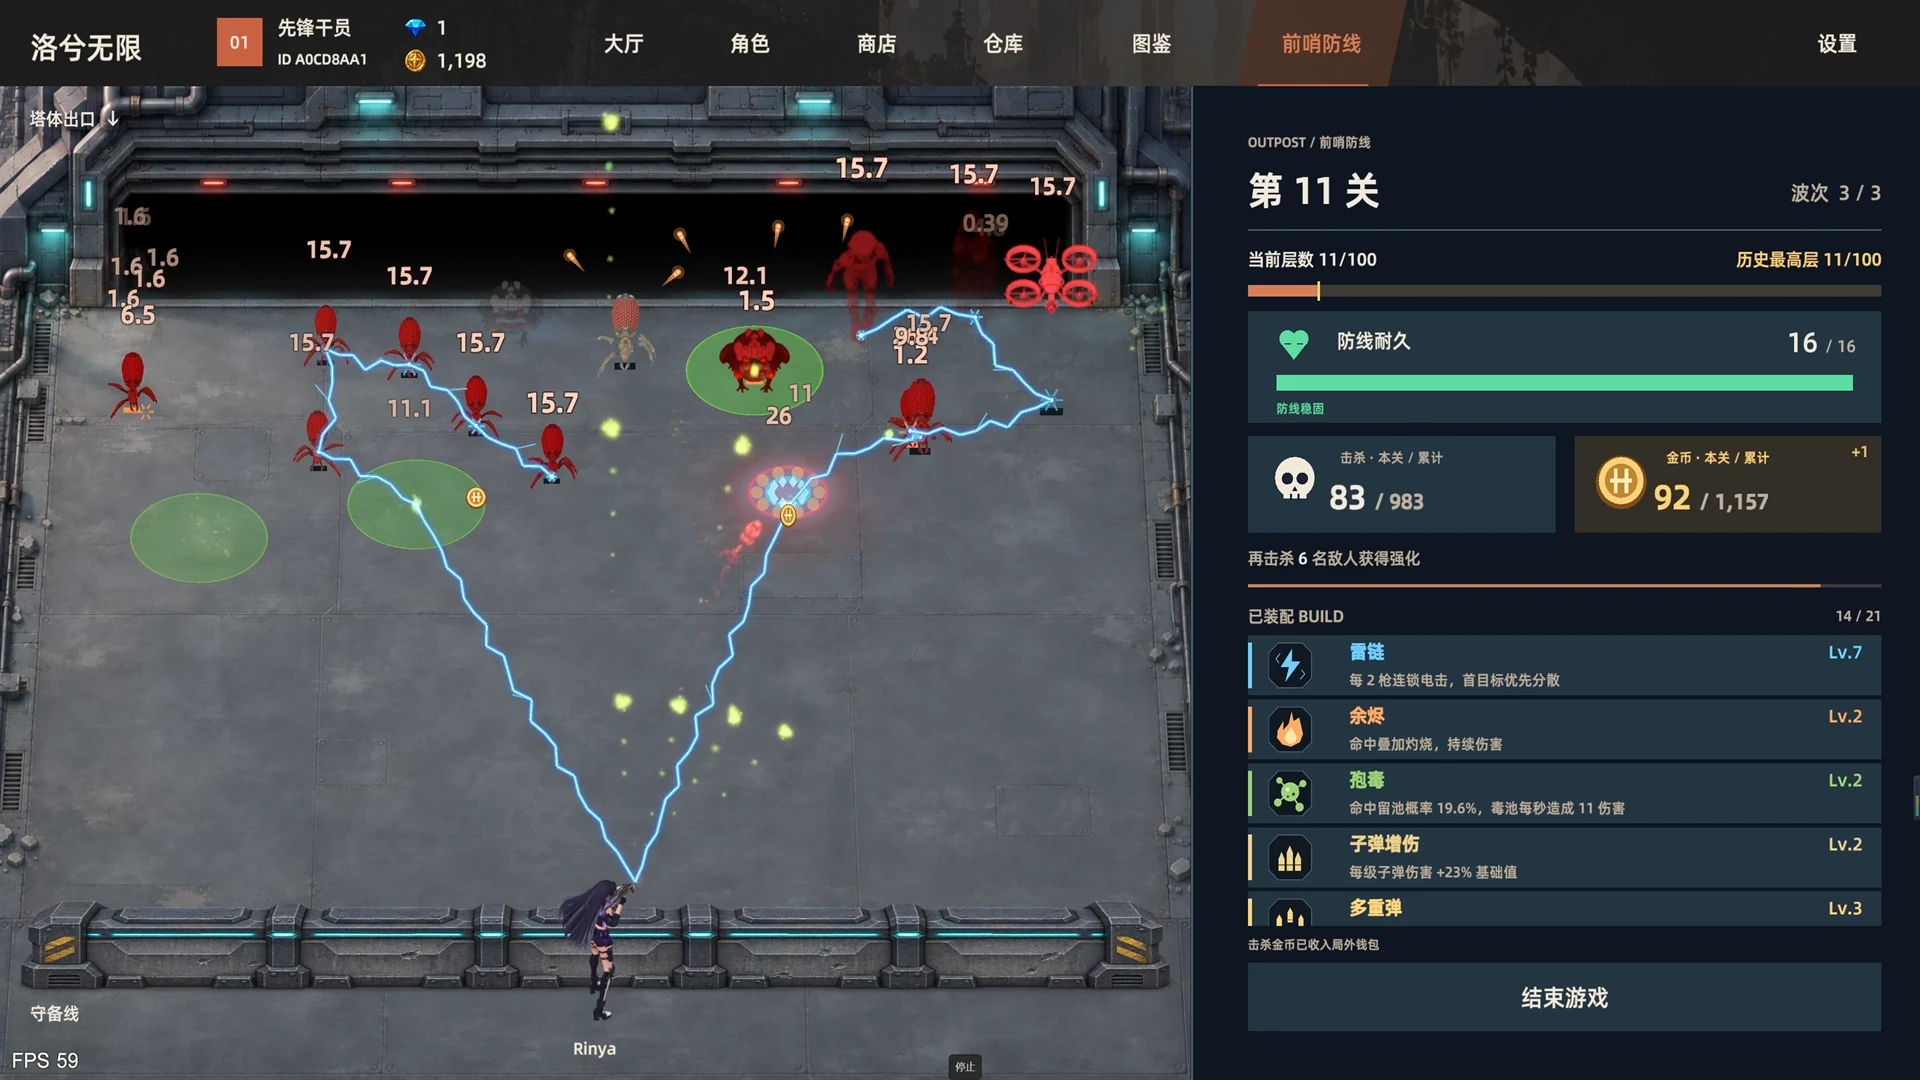 洛兮无限
01
先锋干员
ID A0CD8AA1
1
1,198
大厅
角色
商店
仓库
图鉴
前哨防线
设置
塔体出口 ↓
15.7
15.7
15.7
1.6
0.39
15.7
1.6
1.6
1.6
15.7
12.1
1.6
1.5
6.5
15.7
15.7
15.7
1.2
11.1
15.7
11
26
守备线
Rinya
FPS 59
停止
OUTPOST / 前哨防线
第 11 关
波次 3 / 3
当前层数 11/100
历史最高层 11/100
防线耐久
16 / 16
防线稳固
击杀 · 本关 / 累计
83 / 983
金币 · 本关 / 累计
+1
92 / 1,157
再击杀 6 名敌人获得强化
已装配 BUILD
14 / 21
雷链
Lv.7
每 2 枪连锁电击，首目标优先分散
余烬
Lv.2
命中叠加灼烧，持续伤害
孢毒
Lv.2
命中留池概率 19.6%，毒池每秒造成 11 伤害
子弹增伤
Lv.2
每级子弹伤害 +23% 基础值
多重弹
Lv.3
击杀金币已收入局外钱包
结束游戏